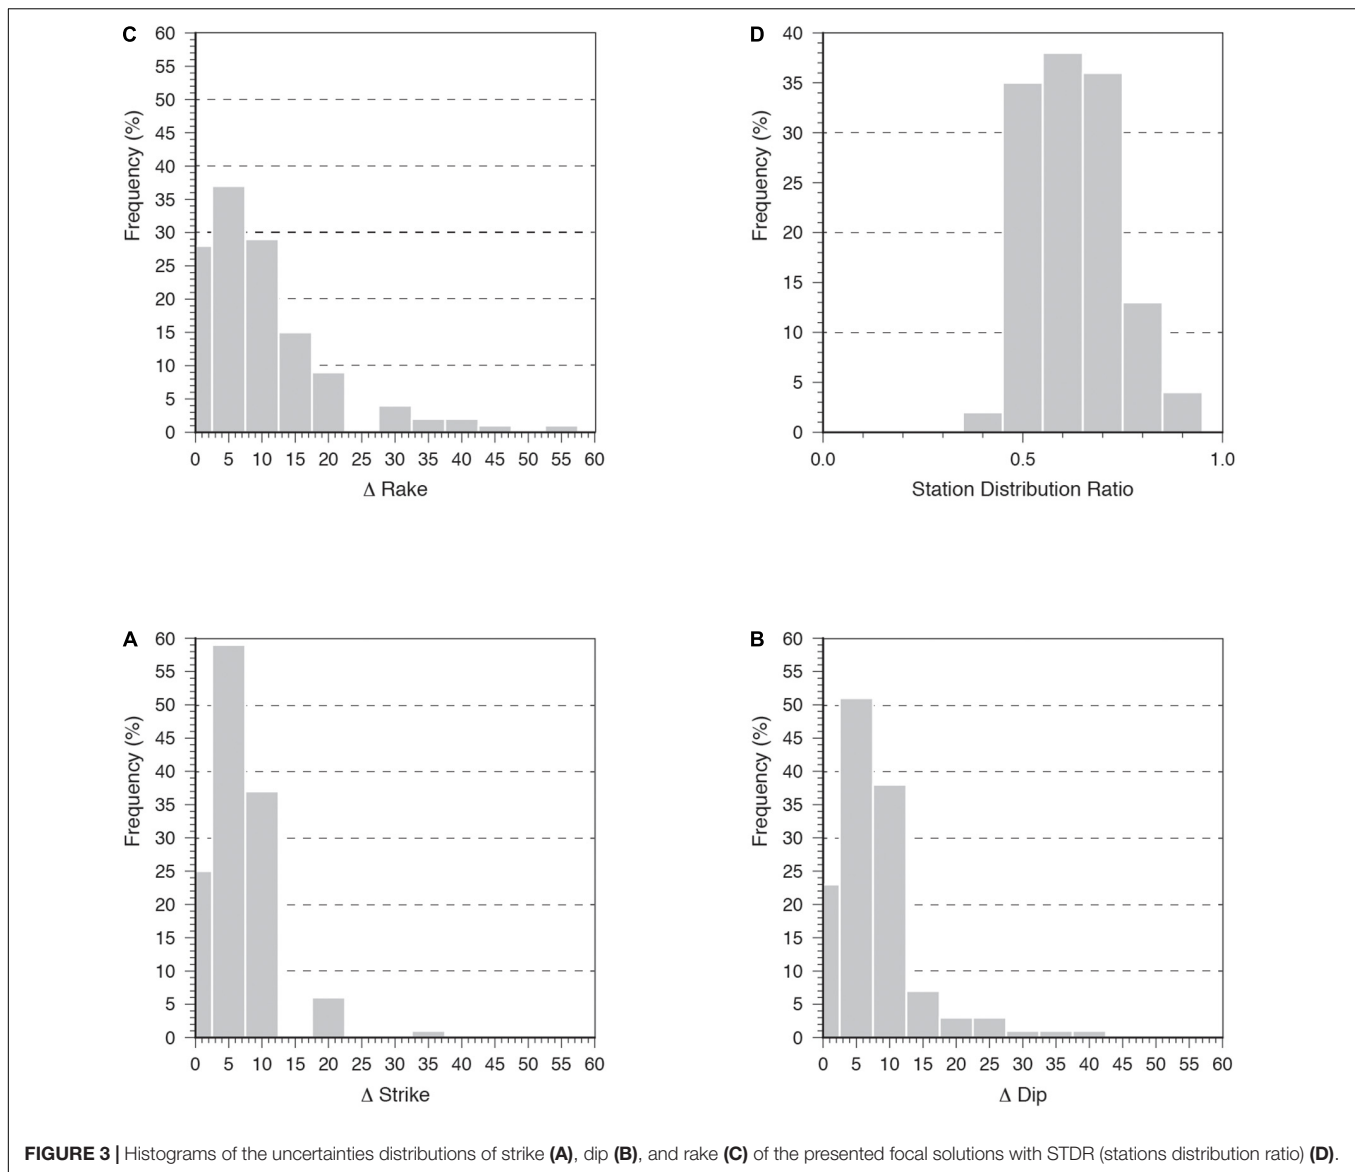 C
60
55
50
45
40
35
30
25
20
15
10
5
0
Frequency (%)
0 5 10 15 20 25 30 35 40 45 50 55 60
Δ Rake
D
40
35
30
25
20
15
10
5
0
Frequency (%)
0.0 0.5 1.0
Station Distribution Ratio
A
60
55
50
45
40
35
30
25
20
15
10
5
0
Frequency (%)
0 5 10 15 20 25 30 35 40 45 50 55 60
Δ Strike
B
60
55
50
45
40
35
30
25
20
15
10
5
0
Frequency (%)
0 5 10 15 20 25 30 35 40 45 50 55 60
Δ Dip
FIGURE 3 | Histograms of the uncertainties distributions of strike (A), dip (B), and rake (C) of the presented focal solutions with STDR (stations distribution ratio) (D).